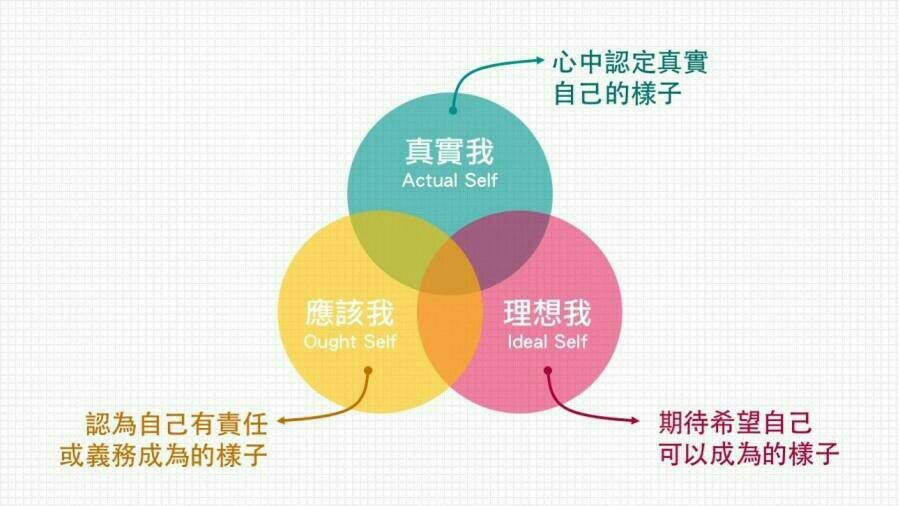 心中認定真實
自己的樣子
真實我
Actual Self
應該我
Ought Self
理想我
Ideal Self
認為自己有責任
或義務成為的樣子
期待希望自己
可以成為的樣子